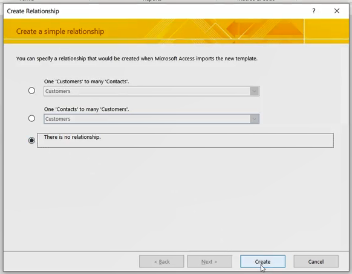 Create Relationship
?
Create a simple relationship
You can specify a relationship that would be created when Microsoft Access imports the new template.
One 'Customers' to many 'Contacts'.
Customers
One 'Contacts' to many 'Customers'.
Customers
There is no relationship.
< Back
Next >
Create
Cancel